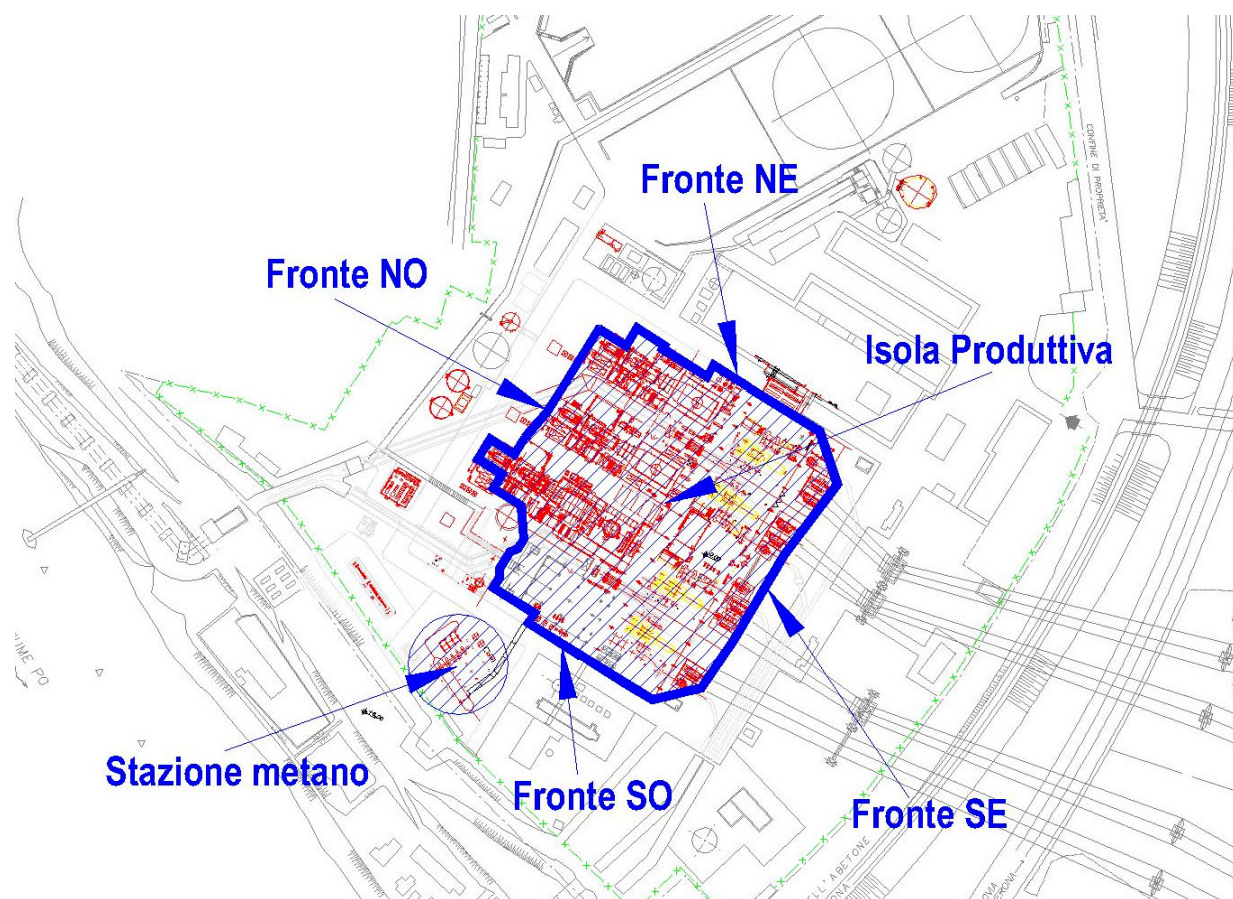 CONFINE DI PROPRIETA'
Fronte NE
Fronte NO
Isola Produttiva
Stazione metano
Fronte SO
Fronte SE